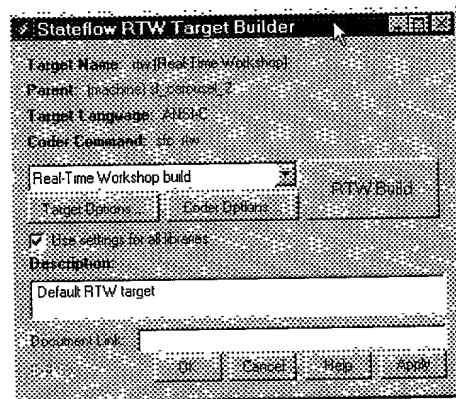 Stateflow RTW Target Builder
Target Name: rtw (Real-Time Workshop)
Parent: (machine) sf_carousel_2
Target Language: ANSI-C
Coder Command: sfc rtw
Real-Time Workshop build
RTW Build
Target Options... Coder Options...
Use settings for all libraries
Description:
Default RTW target
Document Link:
OK Cancel Help Apply